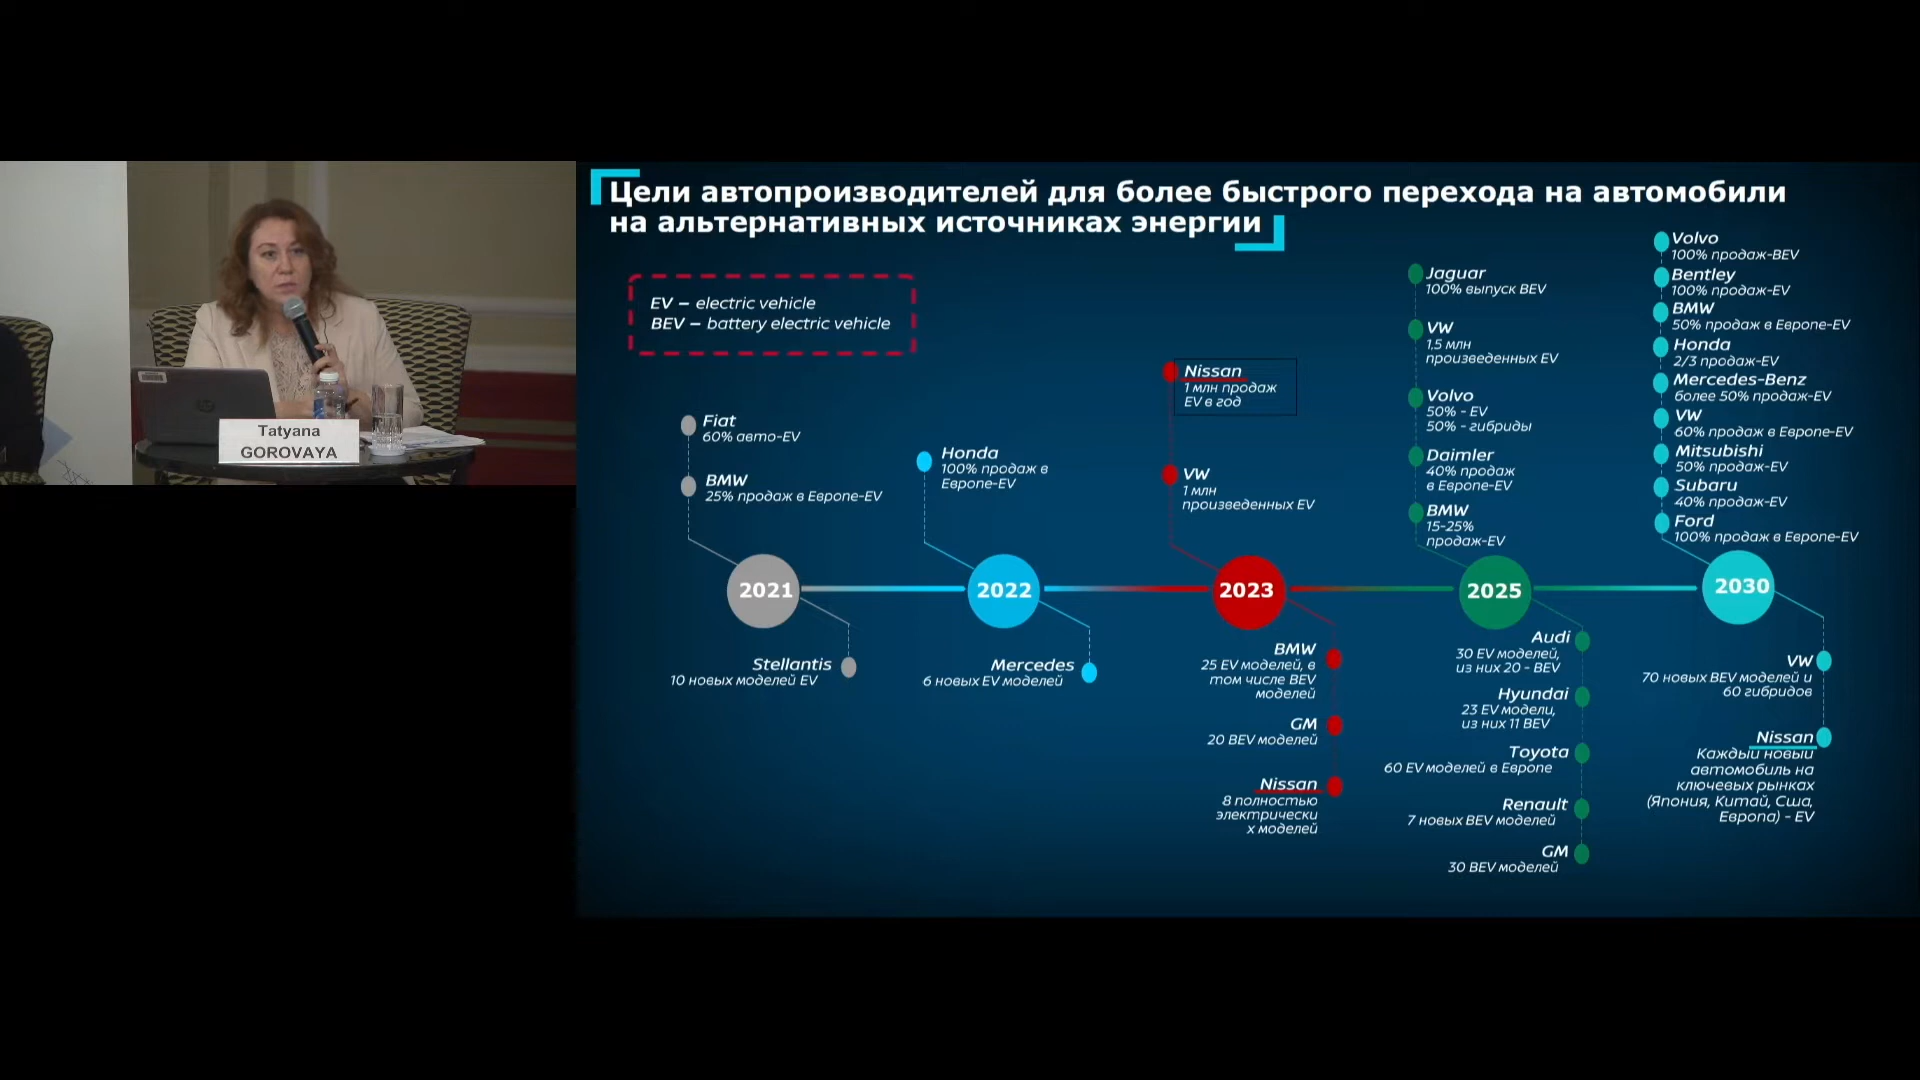 Tatyana
GOROVAYA
Цели автопроизводителей для более быстрого перехода на автомобили
на альтернативных источниках энергии
EV – electric vehicle
BEV – battery electric vehicle
Fiat
60% авто-EV
BMW
25% продаж в Европе-EV
2021
Stellantis
10 новых моделей EV
Honda
100% продаж в
Европе-EV
2022
Mercedes
6 новых EV моделей
Nissan
1 млн продаж
EV в год
VW
1 млн
произведенных EV
2023
BMW
25 EV моделей, в
том числе BEV
моделей
GM
20 BEV моделей
Nissan
8 полностью
электрически
х моделей
Jaguar
100% выпуск BEV
VW
1,5 млн
произведенных EV
Volvo
50% - EV
50% - гибриды
Daimler
40% продаж
в Европе-EV
BMW
15-25%
продаж-EV
2025
Audi
30 EV моделей,
из них 20 - BEV
Hyundai
23 EV модели,
из них 11 BEV
Toyota
60 EV моделей в Европе
Renault
7 новых BEV моделей
GM
30 BEV моделей
Volvo
100% продаж-BEV
Bentley
100% продаж-EV
BMW
50% продаж в Европе-EV
Honda
2/3 продаж-EV
Mercedes-Benz
более 50% продаж-EV
VW
60% продаж в Европе-EV
Mitsubishi
50% продаж-EV
Subaru
40% продаж-EV
Ford
100% продаж в Европе-EV
2030
VW
70 новых BEV моделей и
60 гибридов
Nissan
Каждый новый
автомобиль на
ключевых рынках
(Япония, Китай, Сша,
Европа) - EV